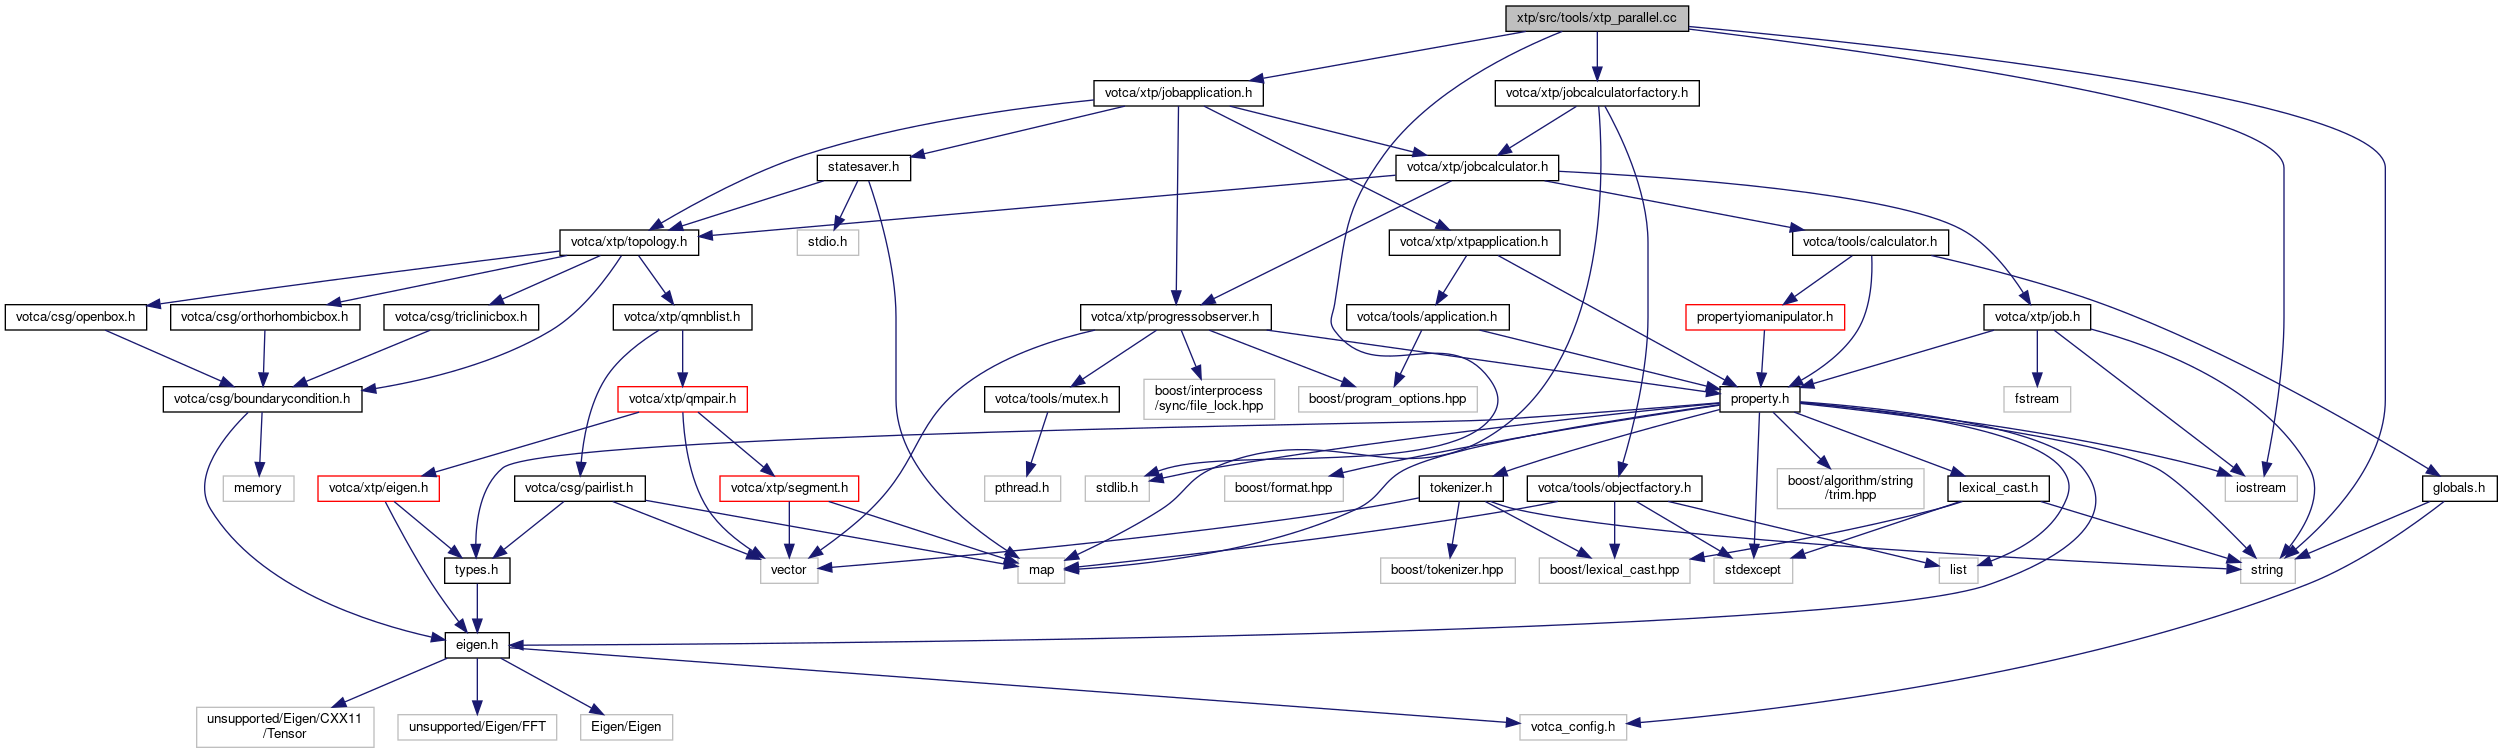 xtp/src/tools/xtp_parallel.cc
votca/xtp/jobapplication.h
votca/xtp/jobcalculatorfactory.h
statesaver.h
votca/xtp/jobcalculator.h
votca/xtp/topology.h
stdio.h
votca/xtp/xtpapplication.h
votca/tools/calculator.h
votca/csg/openbox.h
votca/csg/orthorhombicbox.h
votca/csg/triclinicbox.h
votca/xtp/qmnblist.h
votca/xtp/progressobserver.h
votca/tools/application.h
propertyiomanipulator.h
votca/xtp/job.h
votca/csg/boundarycondition.h
votca/xtp/qmpair.h
votca/tools/mutex.h
boost/interprocess
/sync/file_lock.hpp
boost/program_options.hpp
property.h
fstream
memory
votca/xtp/eigen.h
votca/csg/pairlist.h
votca/xtp/segment.h
pthread.h
stdlib.h
boost/format.hpp
tokenizer.h
votca/tools/objectfactory.h
boost/algorithm/string
/trim.hpp
lexical_cast.h
iostream
globals.h
types.h
vector
map
boost/tokenizer.hpp
boost/lexical_cast.hpp
stdexcept
list
string
eigen.h
unsupported/Eigen/CXX11
/Tensor
unsupported/Eigen/FFT
Eigen/Eigen
votca_config.h